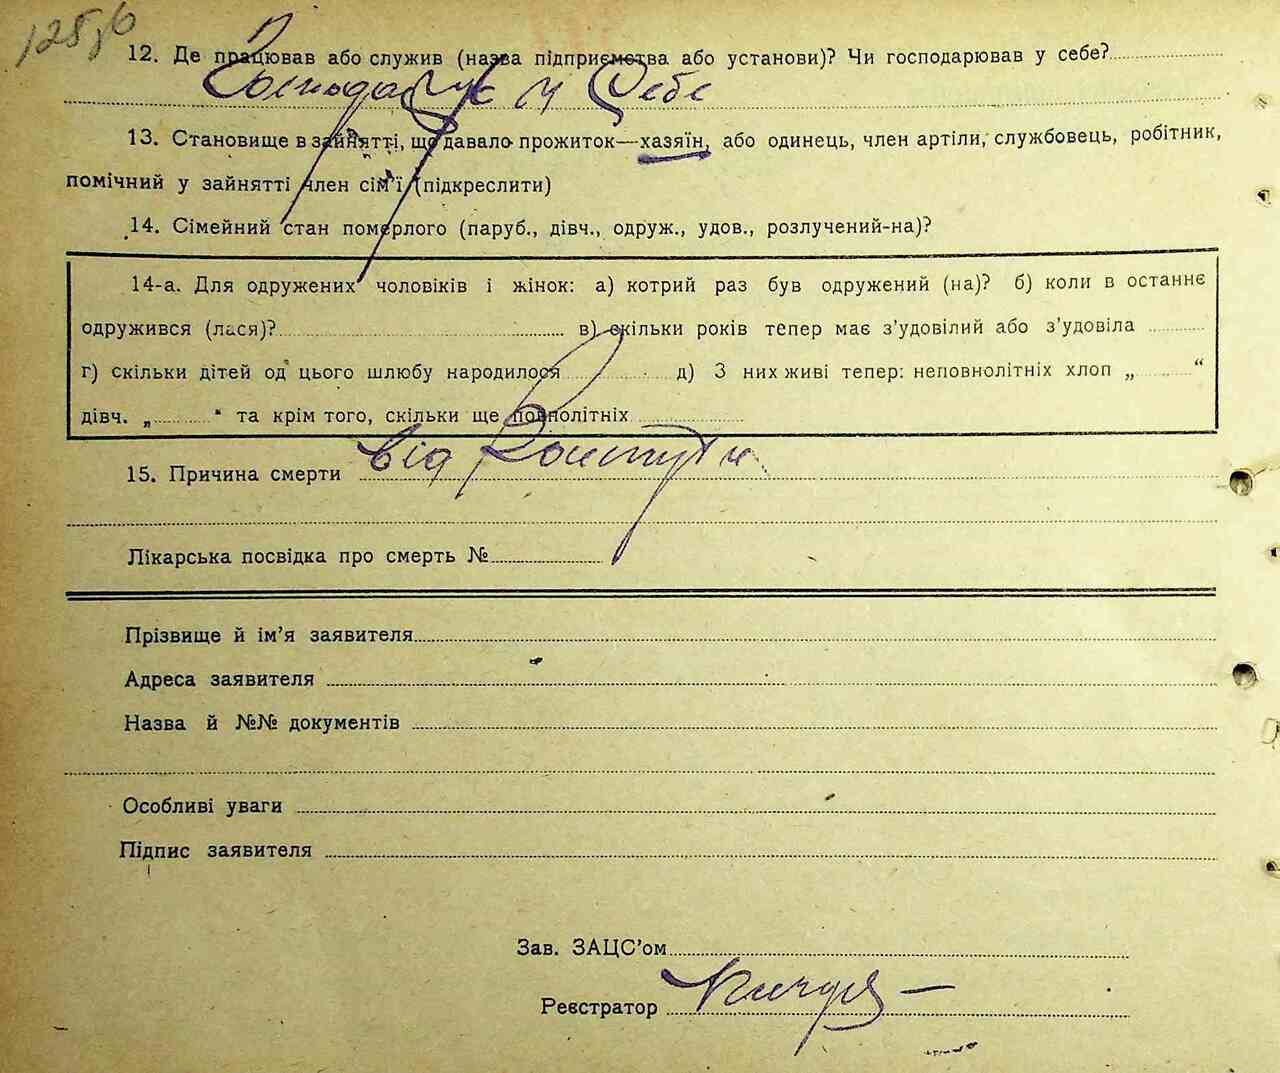 12. Де працював або служив (назва підприємства або установи)? Чи господарював у себе?
Господарує у себе
13. Становище в зайнятті, що давало прожиток—хазяїн, або одинець, член артіли, службовець, робітник,
помічний у зайнятті член сім'ї (підкреслити)
14. Сімейний стан померлого (паруб., дівч., одруж., удов., розлучений-на)?
14-а. Для одружених чоловіків і жінок: а) котрий раз був одружений (на)? б) коли в останнє
одружився (лася)? в) скільки років тепер має з'удовілий або з'удовіла
г) скільки дітей од цього шлюбу народилося д) З них живі тепер: неповнолітніх хлоп „ “
дівч. „ “ та крім того, скільки ще повнолітніх
15. Причина смерти від
Лікарська посвідка про смерть №
Прізвище й ім'я заявителя
Адреса заявителя
Назва й №№ документів
Особливі уваги
Підпис заявителя
Зав. ЗАЦС'ом
Реєстратор